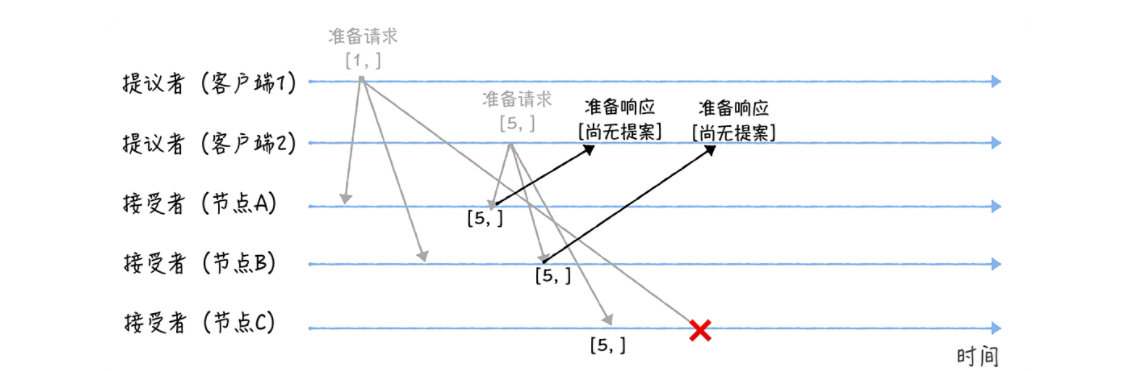 准备请求
[1, ]
提议者（客户端1）
准备请求
[5, ]
准备响应
[尚无提案]
准备响应
[尚无提案]
提议者（客户端2）
接受者（节点A）
[5, ]
接受者（节点B）
[5, ]
接受者（节点C）
[5, ]
时间